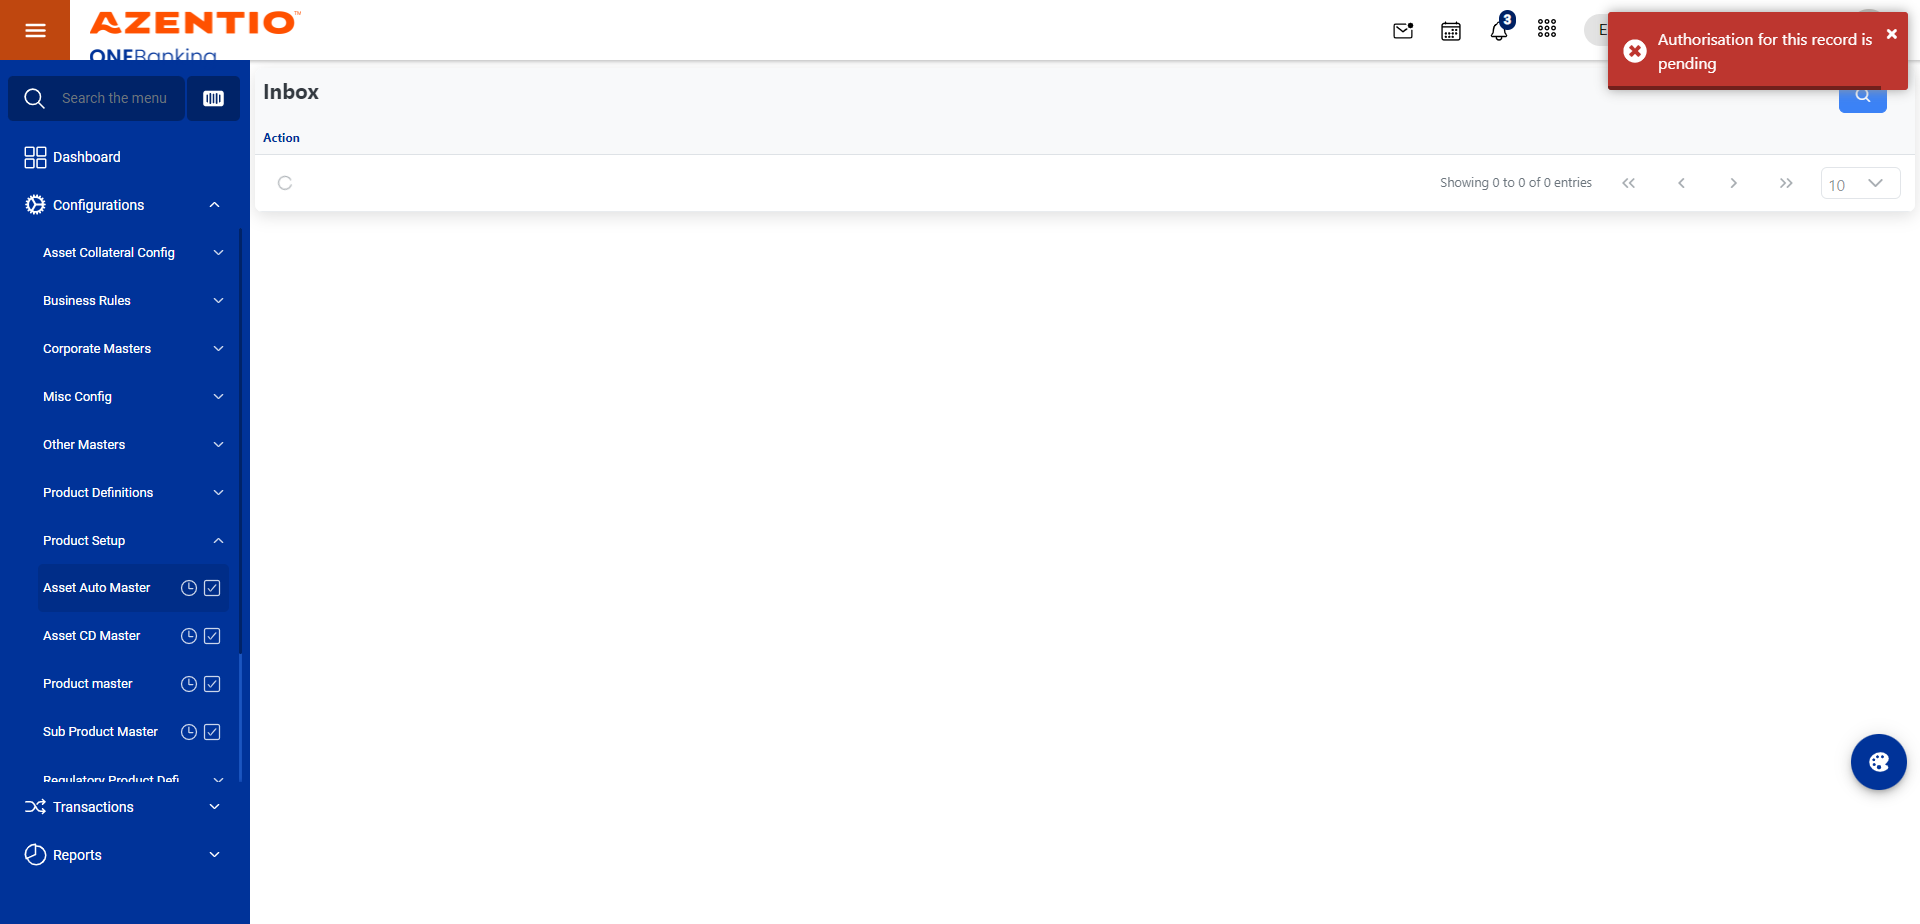 AZENTIO™
ONEBanking
3
E
Authorisation for this record is
pending
Search the menu
Inbox
Action
Showing 0 to 0 of 0 entries
10
Dashboard
Configurations
Asset Collateral Config
Business Rules
Corporate Masters
Misc Config
Other Masters
Product Definitions
Product Setup
Asset Auto Master
Asset CD Master
Product master
Sub Product Master
Regulatory Product Defi
Transactions
Reports